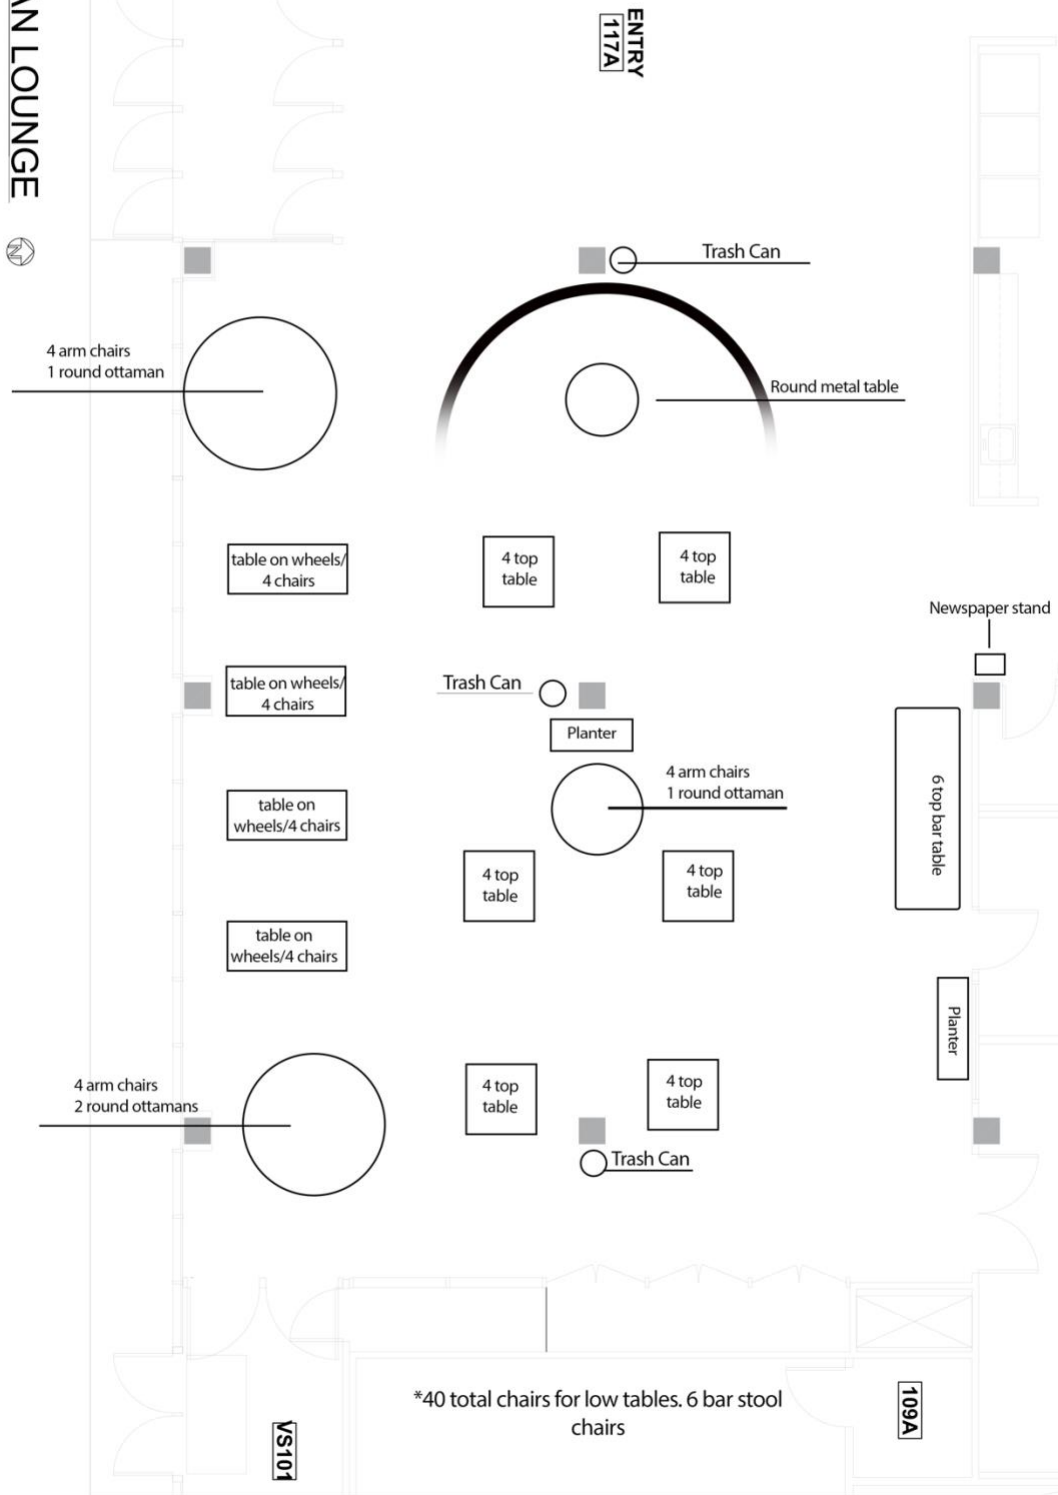 AN LOUNGE
N
ENTRY
117A
Trash Can
4 arm chairs
1 round ottaman
Round metal table
table on wheels/
4 chairs
4 top
table
4 top
table
Newspaper stand
table on wheels/
4 chairs
Trash Can
Planter
4 arm chairs
1 round ottaman
6 top bar table
table on
wheels/4 chairs
4 top
table
4 top
table
table on
wheels/4 chairs
Planter
4 arm chairs
2 round ottamans
4 top
table
4 top
table
Trash Can
*40 total chairs for low tables. 6 bar stool
chairs
109A
VS101